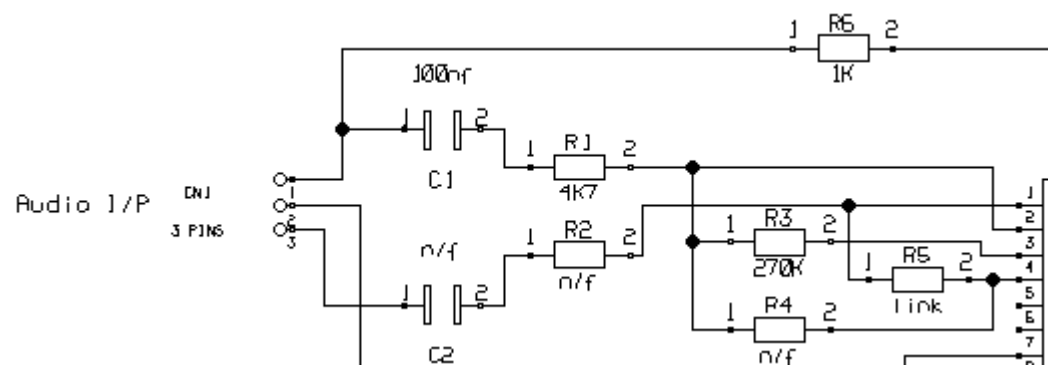 1 R6 2
1K
100nf
1 2
C1
1 R1 2
4K7
Audio I/P CN1
3 PINS
1
2
3
n/f
1 2
C2
1 R2 2
n/f
1 R3 2
270K
1 R5 2
link
1 R4 2
n/f
1
2
3
4
5
6
7